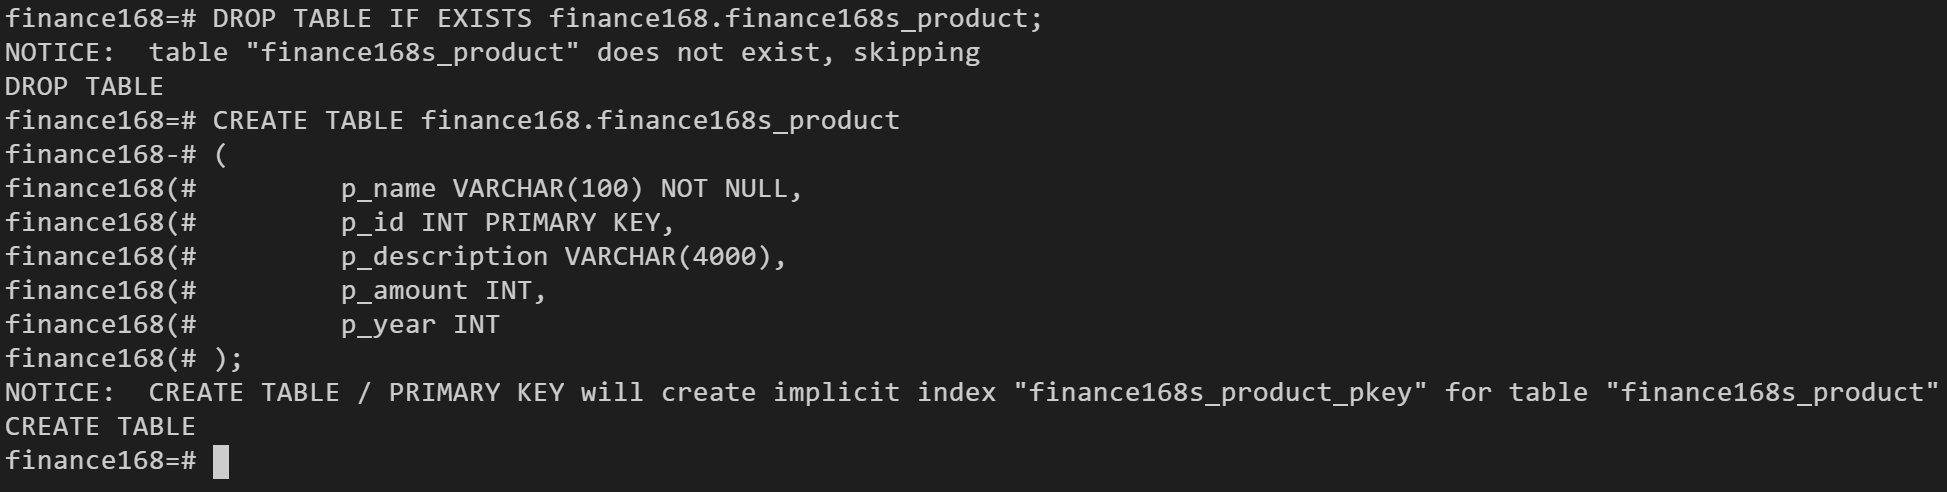 finance168=# DROP TABLE IF EXISTS finance168.finance168s_product;
NOTICE:  table "finance168s_product" does not exist, skipping
DROP TABLE
finance168=# CREATE TABLE finance168.finance168s_product
finance168-# (
finance168(#         p_name VARCHAR(100) NOT NULL,
finance168(#         p_id INT PRIMARY KEY,
finance168(#         p_description VARCHAR(4000),
finance168(#         p_amount INT,
finance168(#         p_year INT
finance168(# );
NOTICE:  CREATE TABLE / PRIMARY KEY will create implicit index "finance168s_product_pkey" for table "finance168s_product"
CREATE TABLE
finance168=#